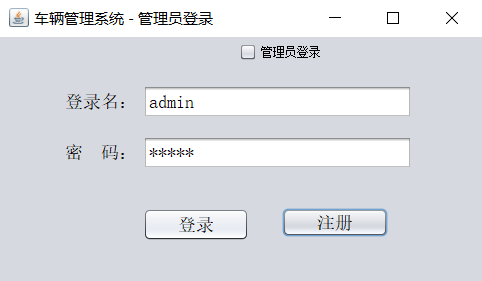 车辆管理系统 - 管理员登录
管理员登录
登录名: admin
密 码: *****
登录 注册